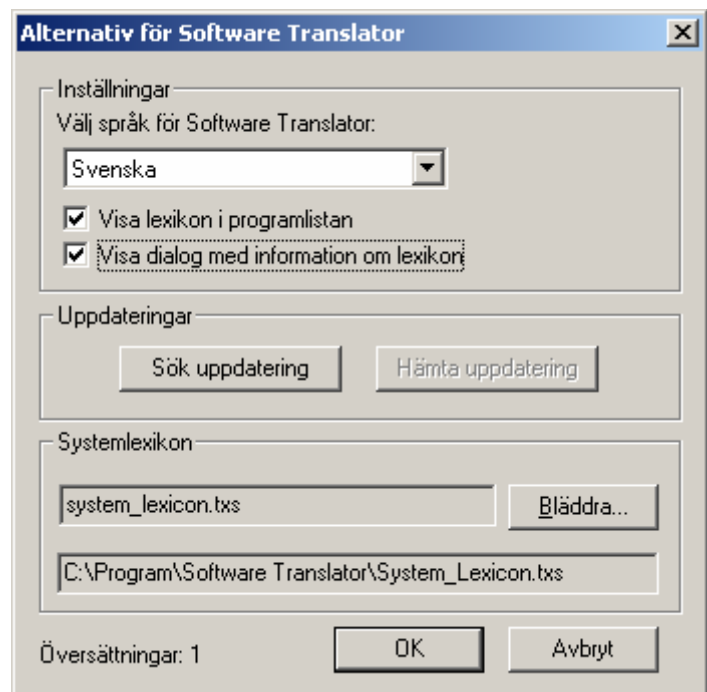 Alternativ för Software Translator
Inställningar
Välj språk för Software Translator:
Svenska
Visa lexikon i programlistan
Visa dialog med information om lexikon
Uppdateringar
Sök uppdatering Hämta uppdatering
Systemlexikon
system_lexicon.txs Bläddra...
C:\Program\Software Translator\System_Lexicon.txs
Översättningar: 1 OK Avbryt